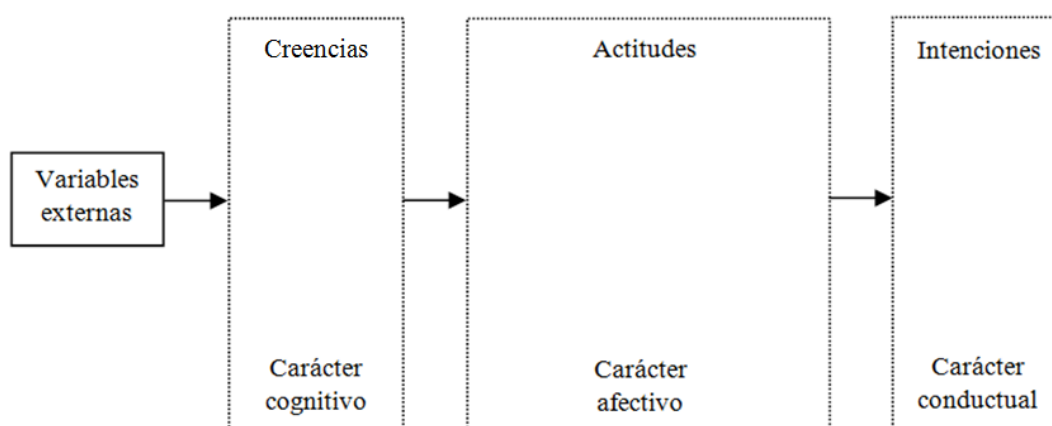 Creencias
Actitudes
Intenciones
Variables
externas
Carácter
cognitivo
Carácter
afectivo
Carácter
conductual